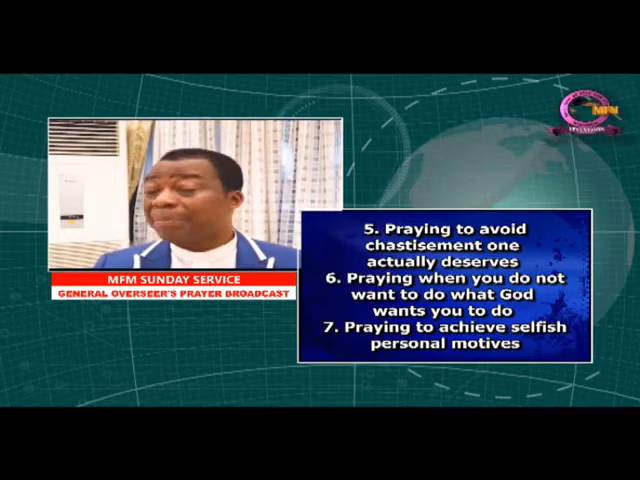 MFM
5. Praying to avoid
chastisement one
actually deserves
6. Praying when you do not
want to do what God
wants you to do
7. Praying to achieve selfish
personal motives
MFM SUNDAY SERVICE
GENERAL OVERSEER'S PRAYER BROADCAST